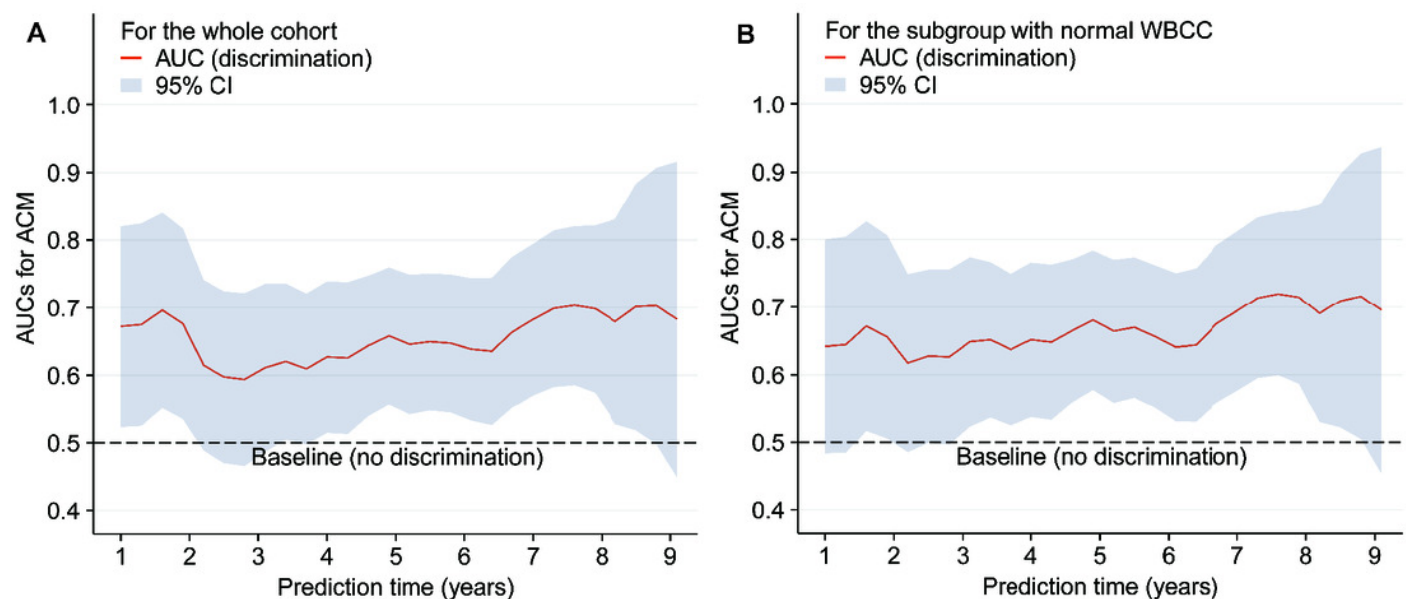 A
For the whole cohort
AUC (discrimination)
95% CI
AUCs for ACM
1.0
0.9
0.8
0.7
0.6
0.5
0.4
Baseline (no discrimination)
1 2 3 4 5 6 7 8 9
Prediction time (years)
B
For the subgroup with normal WBCC
AUC (discrimination)
95% CI
AUCs for ACM
1.0
0.9
0.8
0.7
0.6
0.5
0.4
Baseline (no discrimination)
1 2 3 4 5 6 7 8 9
Prediction time (years)